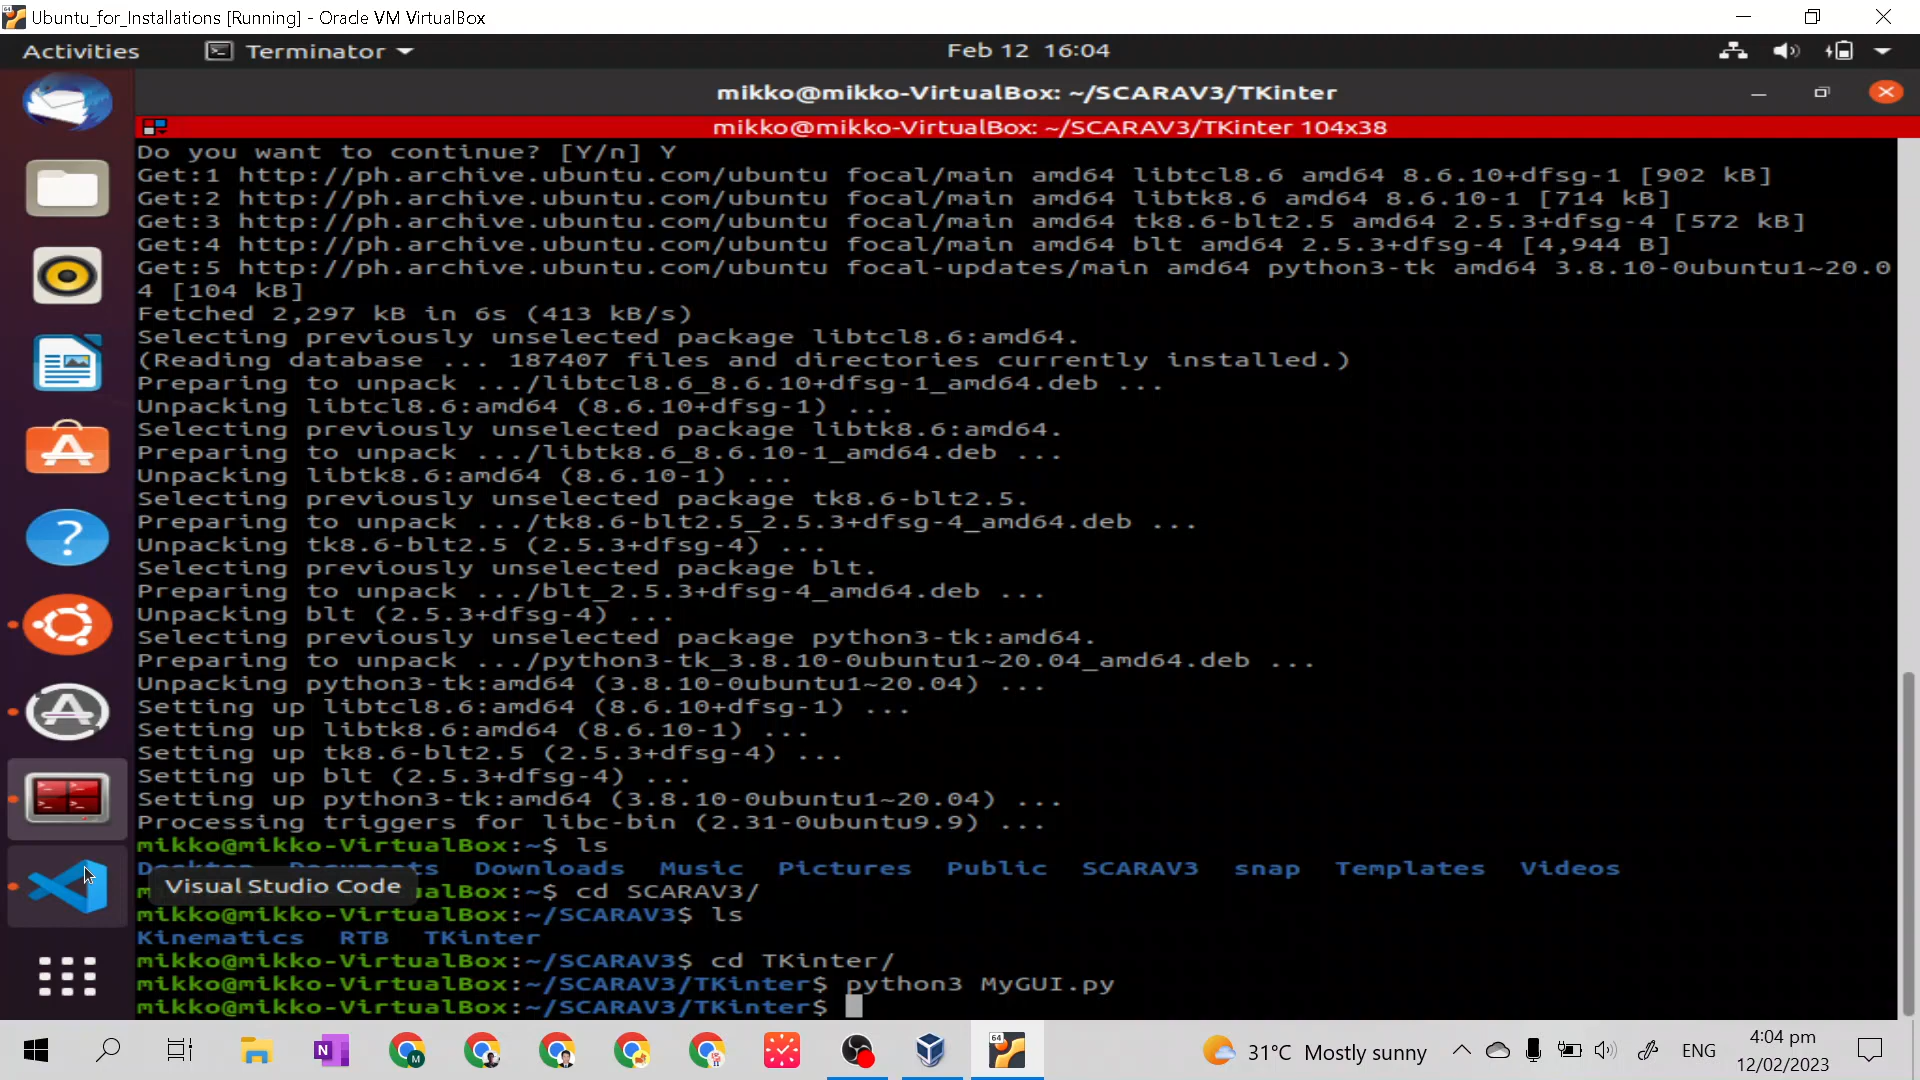 Ubuntu_for_Installations [Running] - Oracle VM VirtualBox
Activities Terminator Feb 12 16:04
mikko@mikko-VirtualBox: ~/SCARAV3/TKinter
mikko@mikko-VirtualBox: ~/SCARAV3/TKinter 104x38
Do you want to continue? [Y/n] Y
Get:1 http://ph.archive.ubuntu.com/ubuntu focal/main amd64 libtcl8.6 amd64 8.6.10+dfsg-1 [902 kB]
Get:2 http://ph.archive.ubuntu.com/ubuntu focal/main amd64 libtk8.6 amd64 8.6.10-1 [714 kB]
Get:3 http://ph.archive.ubuntu.com/ubuntu focal/main amd64 tk8.6-blt2.5 amd64 2.5.3+dfsg-4 [572 kB]
Get:4 http://ph.archive.ubuntu.com/ubuntu focal/main amd64 blt amd64 2.5.3+dfsg-4 [4,944 B]
Get:5 http://ph.archive.ubuntu.com/ubuntu focal-updates/main amd64 python3-tk amd64 3.8.10-0ubuntu1~20.0
4 [104 kB]
Fetched 2,297 kB in 6s (413 kB/s)
Selecting previously unselected package libtcl8.6:amd64.
(Reading database ... 187407 files and directories currently installed.)
Preparing to unpack .../libtcl8.6_8.6.10+dfsg-1_amd64.deb ...
Unpacking libtcl8.6:amd64 (8.6.10+dfsg-1) ...
Selecting previously unselected package libtk8.6:amd64.
Preparing to unpack .../libtk8.6_8.6.10-1_amd64.deb ...
Unpacking libtk8.6:amd64 (8.6.10-1) ...
Selecting previously unselected package tk8.6-blt2.5.
Preparing to unpack .../tk8.6-blt2.5_2.5.3+dfsg-4_amd64.deb ...
Unpacking tk8.6-blt2.5 (2.5.3+dfsg-4) ...
Selecting previously unselected package blt.
Preparing to unpack .../blt_2.5.3+dfsg-4_amd64.deb ...
Unpacking blt (2.5.3+dfsg-4) ...
Selecting previously unselected package python3-tk:amd64.
Preparing to unpack .../python3-tk_3.8.10-0ubuntu1~20.04_amd64.deb ...
Unpacking python3-tk:amd64 (3.8.10-0ubuntu1~20.04) ...
Setting up libtcl8.6:amd64 (8.6.10+dfsg-1) ...
Setting up libtk8.6:amd64 (8.6.10-1) ...
Setting up tk8.6-blt2.5 (2.5.3+dfsg-4) ...
Setting up blt (2.5.3+dfsg-4) ...
Setting up python3-tk:amd64 (3.8.10-0ubuntu1~20.04) ...
Processing triggers for libc-bin (2.31-0ubuntu9.9) ...
mikko@mikko-VirtualBox:~$ ls
Desktop Documents Downloads Music Pictures Public SCARAV3 snap Templates Videos
Visual Studio Code
ualBox:~$ cd SCARAV3/
mikko@mikko-VirtualBox:~/SCARAV3$ ls
Kinematics RTB TKinter
mikko@mikko-VirtualBox:~/SCARAV3$ cd TKinter/
mikko@mikko-VirtualBox:~/SCARAV3/TKinter$ python3 MyGUI.py
mikko@mikko-VirtualBox:~/SCARAV3/TKinter$
31°C Mostly sunny ENG 4:04 pm
12/02/2023